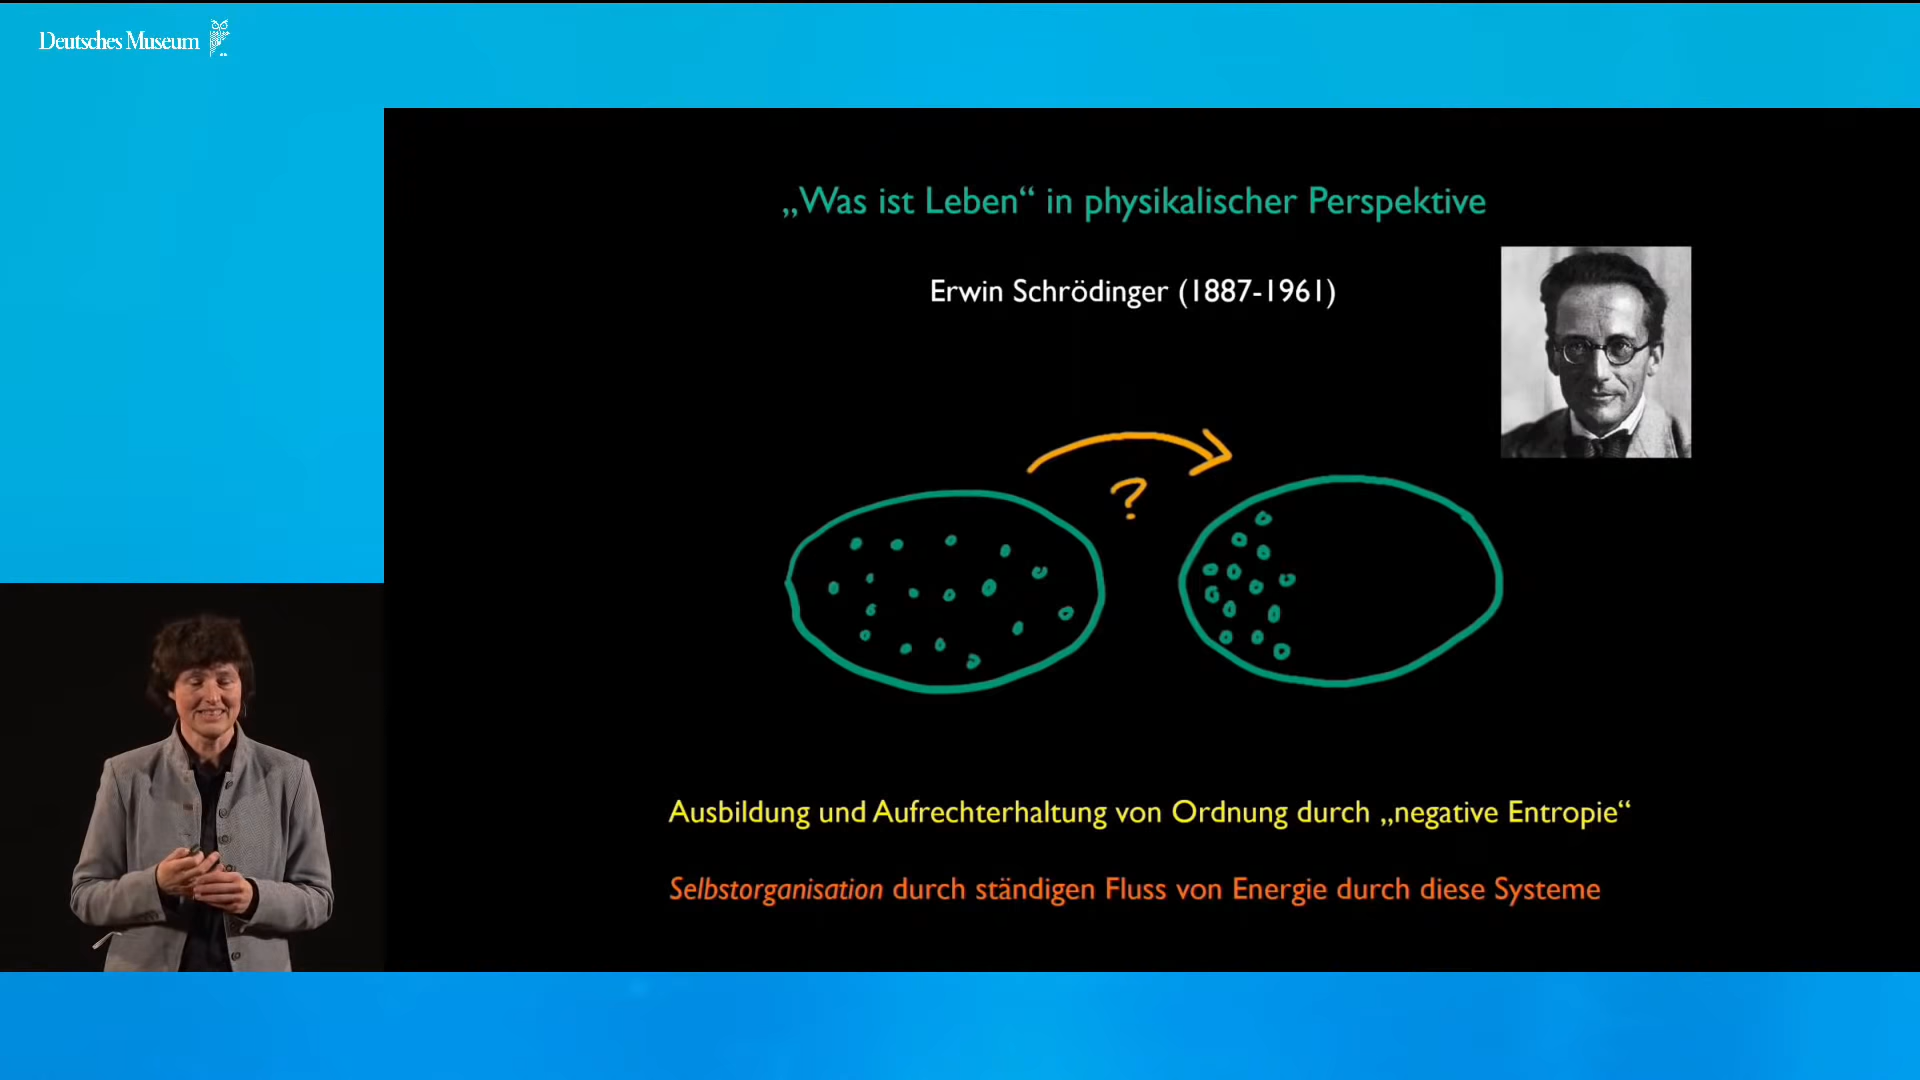 Deutsches Museum
„Was ist Leben“ in physikalischer Perspektive
Erwin Schrödinger (1887-1961)
?
Ausbildung und Aufrechterhaltung von Ordnung durch „negative Entropie“
Selbstorganisation durch ständigen Fluss von Energie durch diese Systeme